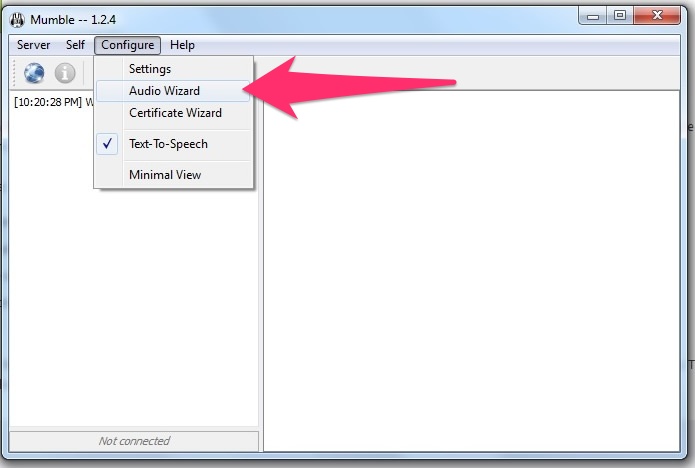 Mumble -- 1.2.4
Server Self Configure Help
Settings
Audio Wizard
[10:20:28 PM] W
Certificate Wizard
Text-To-Speech
Minimal View
Not connected